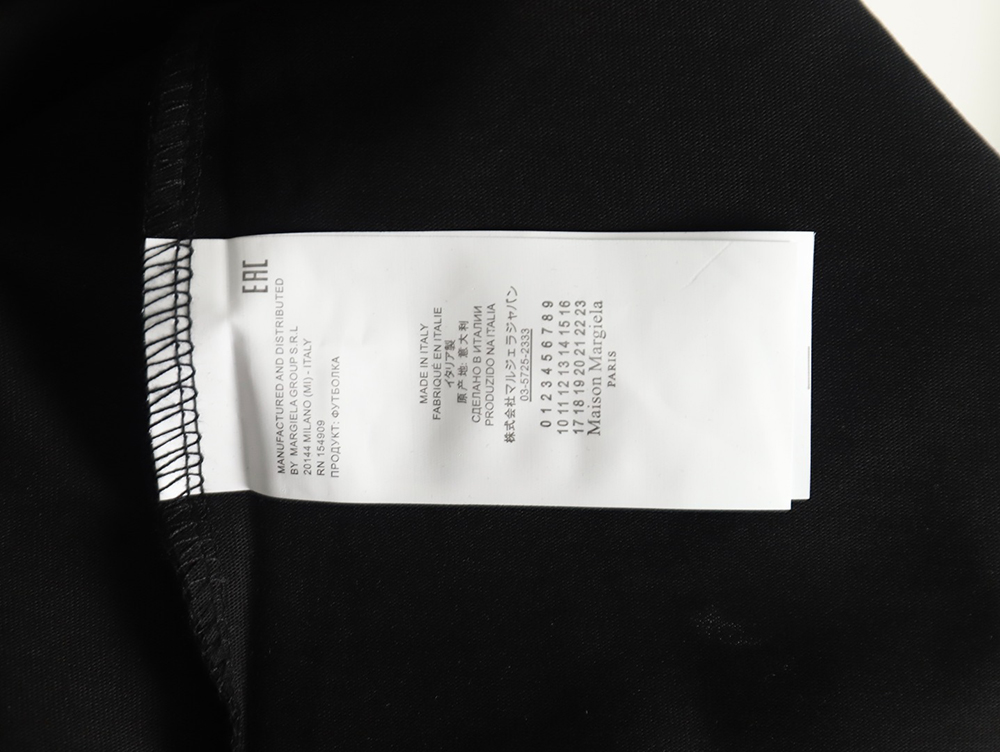 EAC
MANUFACTURED AND DISTRIBUTED
BY MARGIELA GROUP S.R.L
20144 MILANO (MI) - ITALY
RN 154909
ПРОДУКТ: ФУТБОЛКА
MADE IN ITALY
FABRIQUÉ EN ITALIE
イタリア製
原产地: 意大利
СДЕЛАНО В ИТАЛИИ
PRODUZIDO NA ITALIA
株式会社マルジェラジャパン
03-5725-2333
0 1 2 3 4 5 6 7 8 9
10 11 12 13 14 15 16
17 18 19 20 21 22 23
Maison Margiela
PARIS